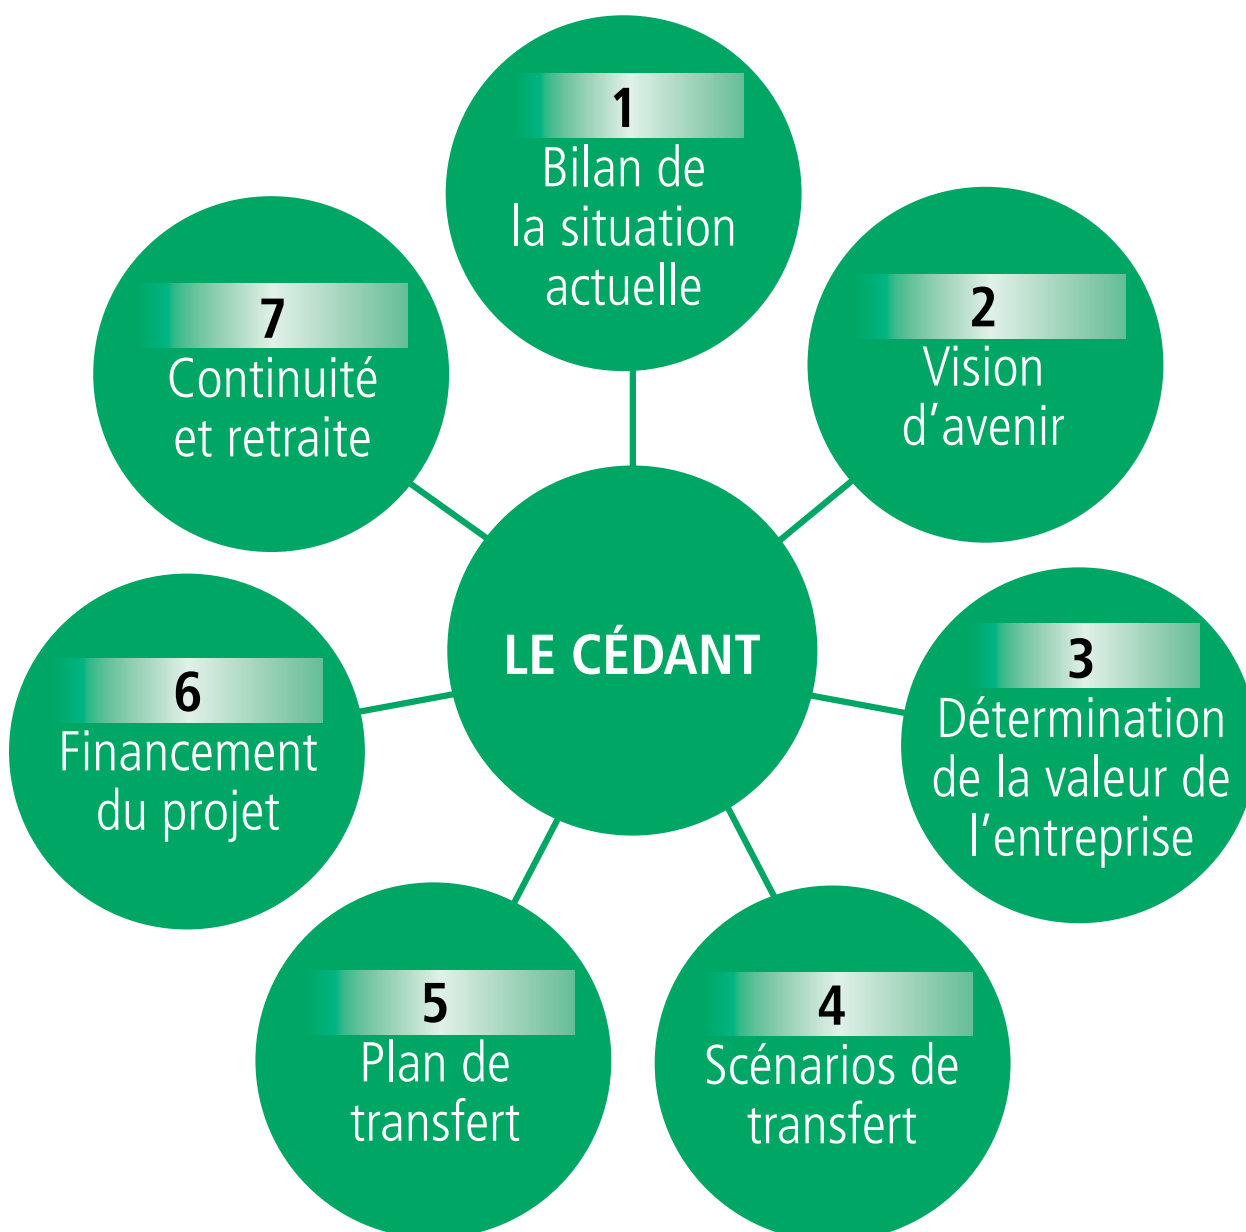 1
Bilan de
la situation
actuelle
2
Vision
d’avenir
3
Détermination
de la valeur de
l’entreprise
4
Scénarios de
transfert
5
Plan de
transfert
6
Financement
du projet
7
Continuité
et retraite
LE CÉDANT